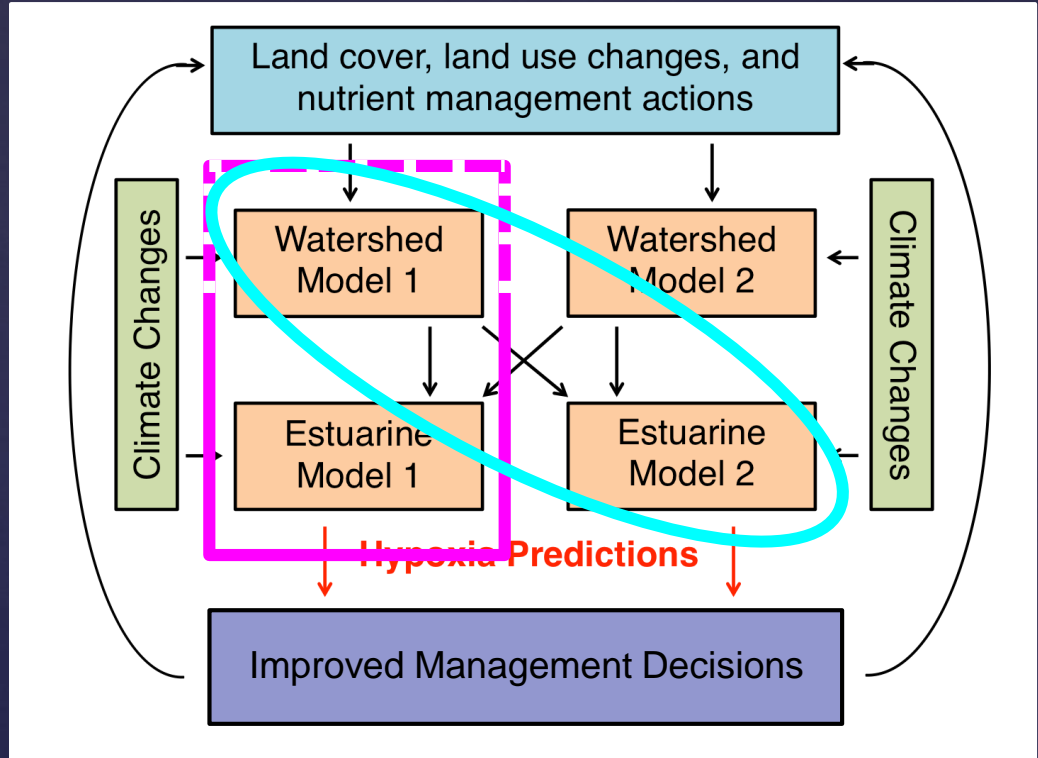 Land cover, land use changes, and
nutrient management actions
Climate Changes
Watershed
Model 1
Watershed
Model 2
Climate Changes
Estuarine
Model 1
Estuarine
Model 2
Hypoxia Predictions
Improved Management Decisions